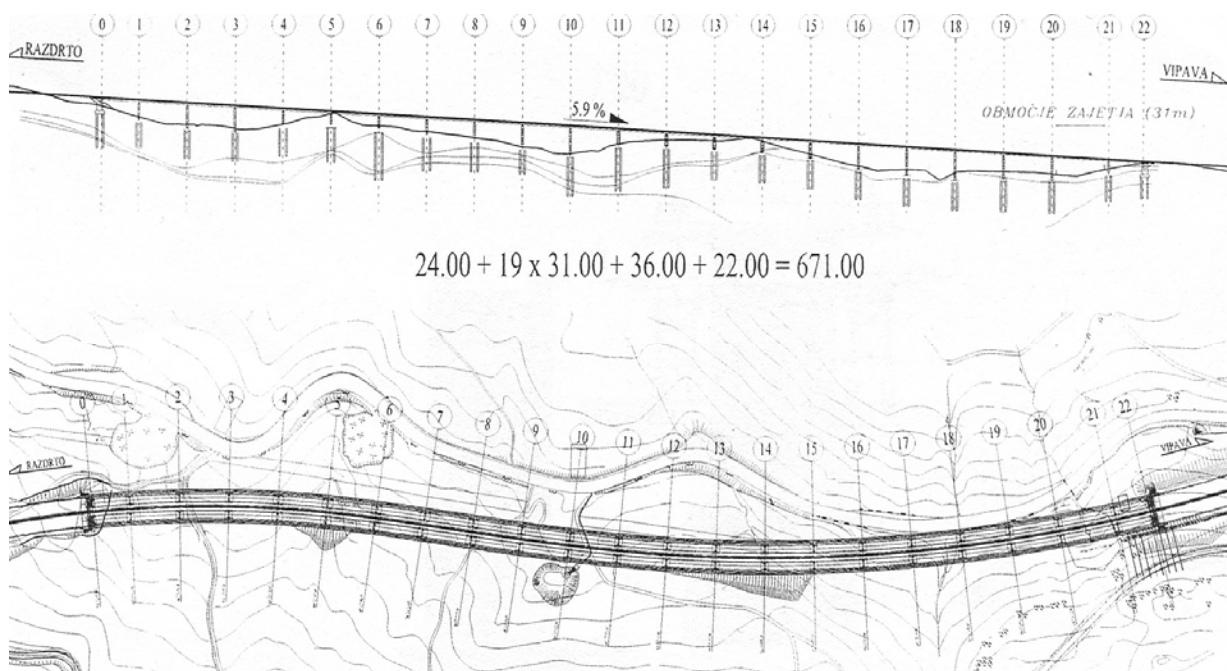 0 1 2 3 4 5 6 7 8 9 10 11 12 13 14 15 16 17 18 19 20 21 22
RAZDRTO
VIPAVA
5.9 %
OBMOČJE ZAJETJA (31m)
24.00 + 19 x 31.00 + 36.00 + 22.00 = 671.00
0 1 2 3 4 5 6 7 8 9 10 11 12 13 14 15 16 17 18 19 20 21 22
RAZDRTO
VIPAVA